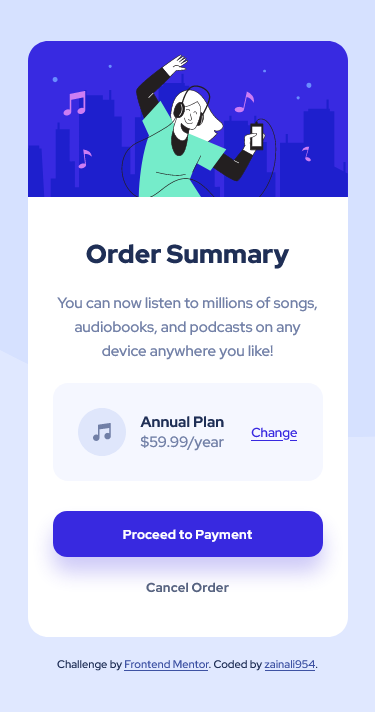 Order Summary
You can now listen to millions of songs,
audiobooks, and podcasts on any
device anywhere you like!
Annual Plan
$59.99/year
Change
Proceed to Payment
Cancel Order
Challenge by Frontend Mentor. Coded by zainali954.